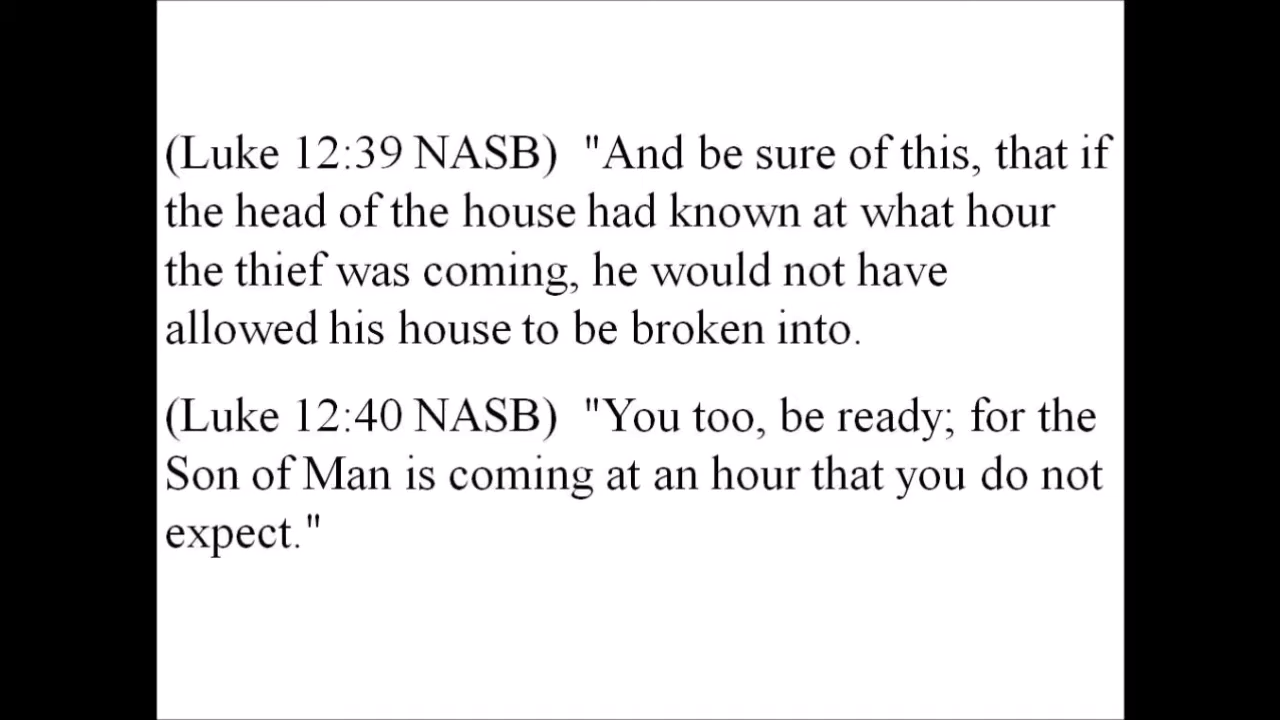 (Luke 12:39 NASB)  "And be sure of this, that if
the head of the house had known at what hour
the thief was coming, he would not have
allowed his house to be broken into.
(Luke 12:40 NASB)  "You too, be ready; for the
Son of Man is coming at an hour that you do not
expect."